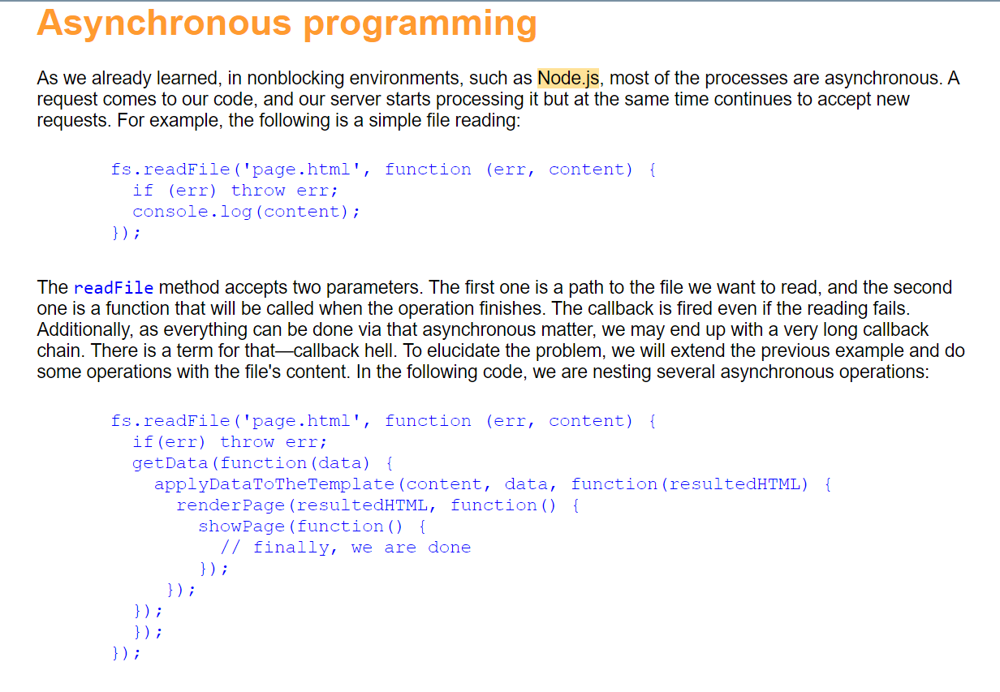 Asynchronous programming
As we already learned, in nonblocking environments, such as Node.js, most of the processes are asynchronous. A
request comes to our code, and our server starts processing it but at the same time continues to accept new
requests. For example, the following is a simple file reading:
fs.readFile('page.html', function (err, content) {
  if (err) throw err;
  console.log(content);
});
The readFile method accepts two parameters. The first one is a path to the file we want to read, and the second
one is a function that will be called when the operation finishes. The callback is fired even if the reading fails.
Additionally, as everything can be done via that asynchronous matter, we may end up with a very long callback
chain. There is a term for that—callback hell. To elucidate the problem, we will extend the previous example and do
some operations with the file's content. In the following code, we are nesting several asynchronous operations:
fs.readFile('page.html', function (err, content) {
  if(err) throw err;
  getData(function(data) {
    applyDataToTheTemplate(content, data, function(resultedHTML) {
      renderPage(resultedHTML, function() {
        showPage(function() {
          // finally, we are done
        });
     });
  });
  });
});